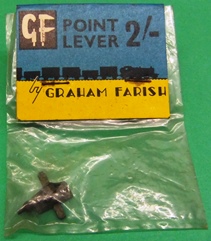 GF POINT
LEVER 2/-
by GRAHAM FARISH